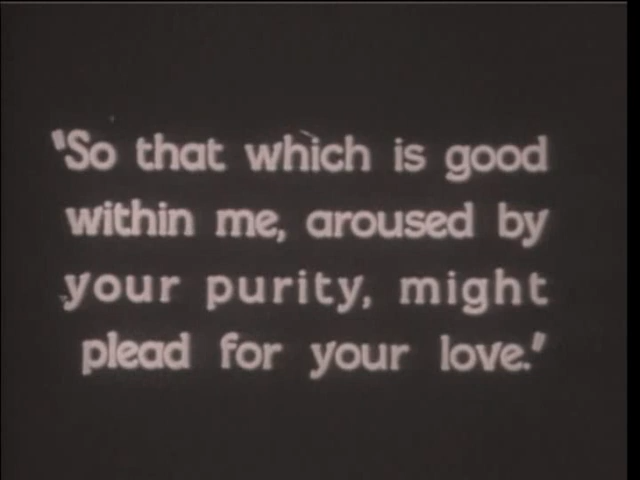 "So that which is good
within me, aroused by
your purity, might
plead for your love."